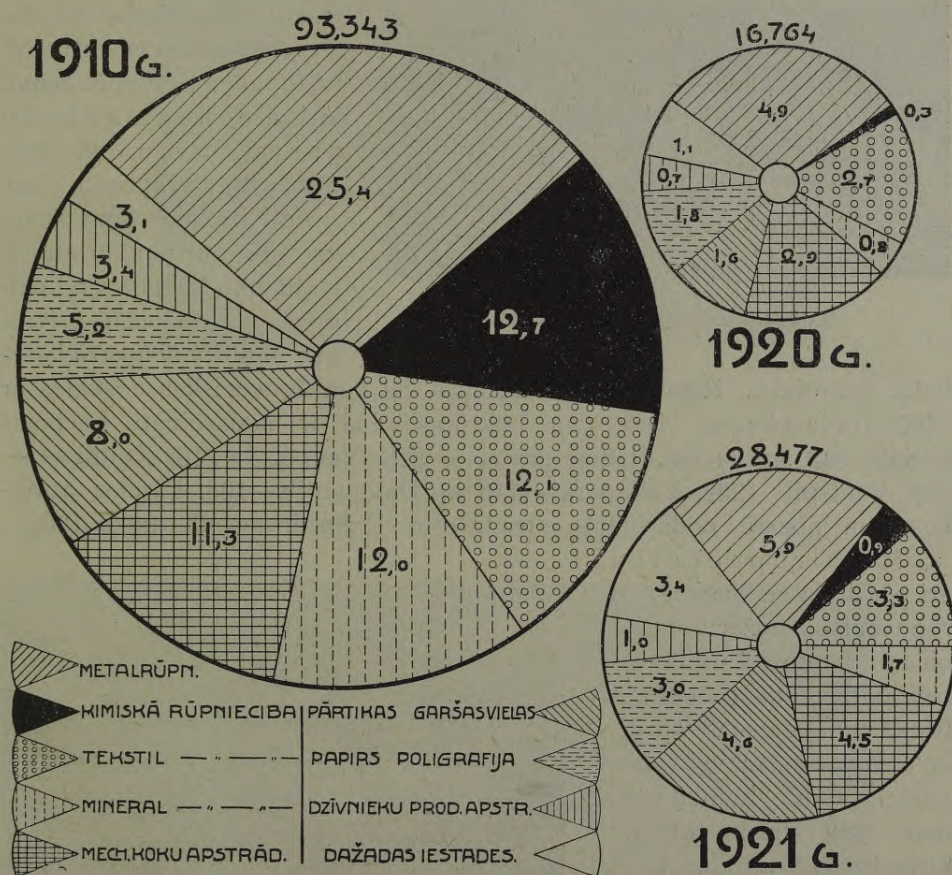 1910 G.
93,343
25,4
12,7
12,1
12,0
11,3
8,0
5,2
3,4
3,1
16,764
4,9
0,3
2,7
0,8
2,9
1,6
1,8
0,7
1,1
1920 G.
28,477
5,9
0,9
3,3
1,7
4,5
4,6
3,0
1,0
3,4
1921 G.
METALRŪPN.
ĶIMISKĀ RŪPNIECIBA
TEKSTIL — „ — „ —
MINERAL — „ — „ —
MECH. KOKU APSTRĀD.
PĀRTIKAS GARŠASVIELAS
PAPIRS POLIGRAFIJA
DZĪVNIEKU PROD. APSTR.
DAŽADAS IESTADES.